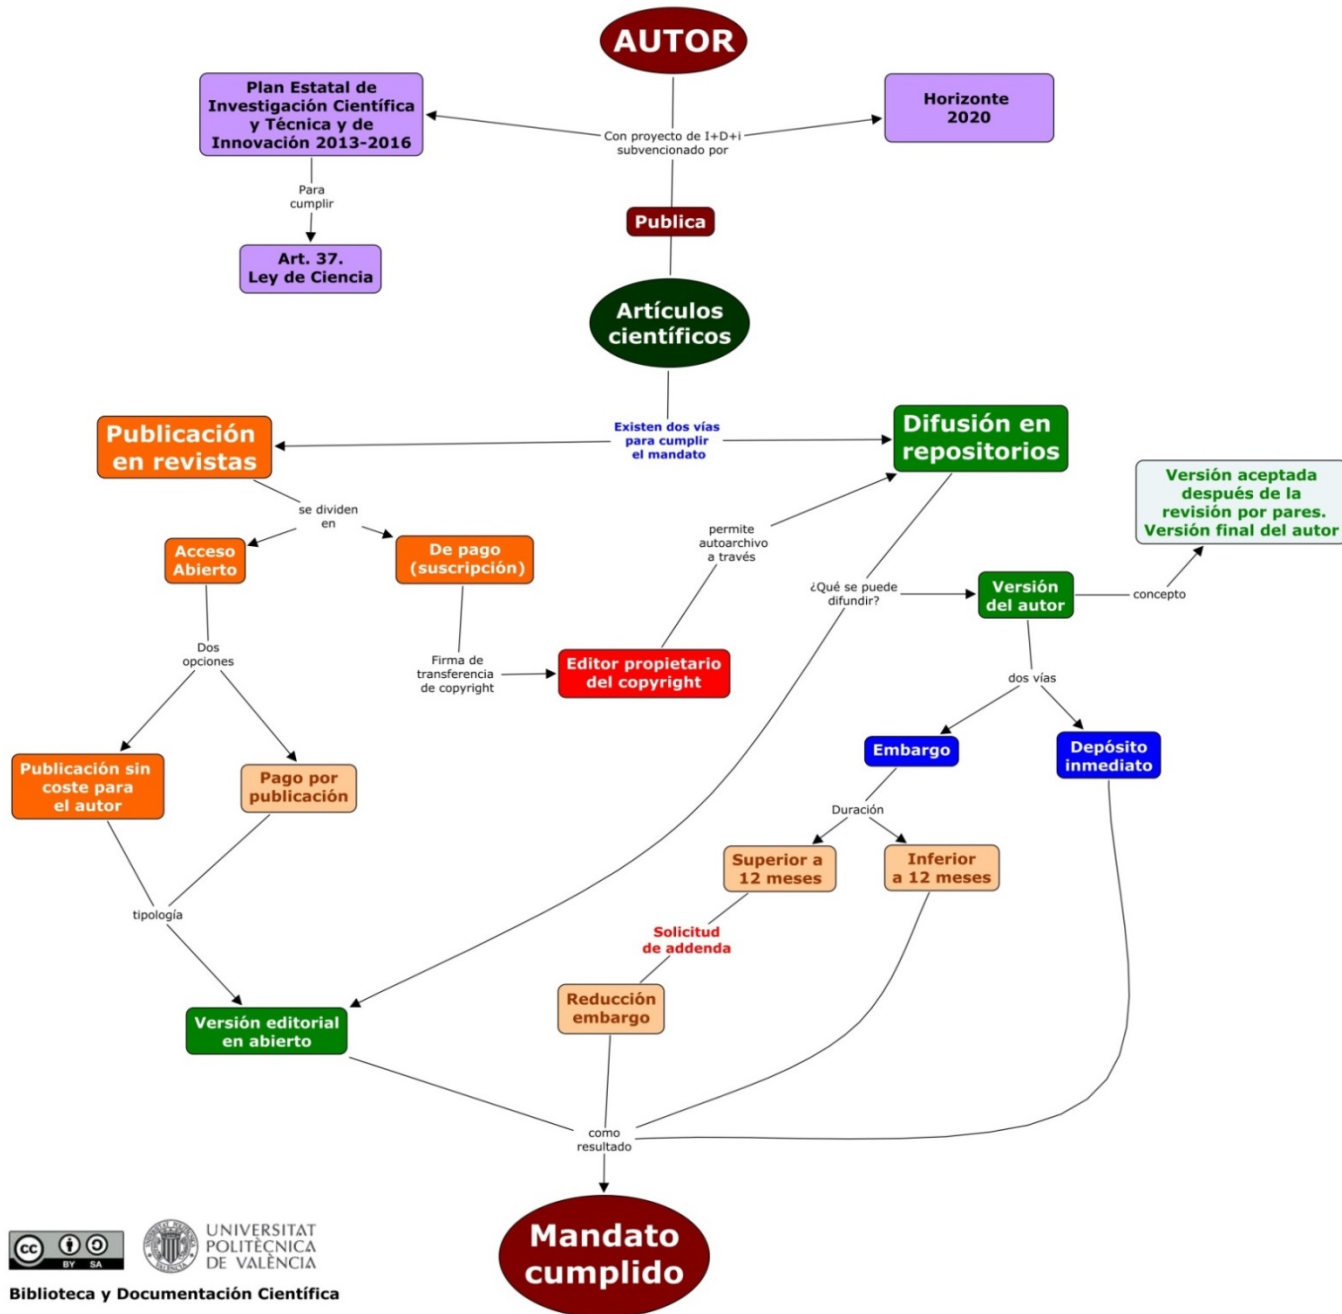 AUTOR
Plan Estatal de
Investigación Científica
y Técnica y de
Innovación 2013-2016
Horizonte
2020
Con proyecto de I+D+i
subvencionado por
Para
cumplir
Publica
Art. 37.
Ley de Ciencia
Artículos
científicos
Publicación
en revistas
Existen dos vías
para cumplir
el mandato
Difusión en
repositorios
Versión aceptada
después de la
revisión por pares.
Versión final del autor
se dividen
en
permite
autoarchivo
a través
Acceso
Abierto
De pago
(suscripción)
¿Qué se puede
difundir?
Versión
del autor
concepto
Dos
opciones
Firma de
transferencia
de copyright
Editor propietario
del copyright
dos vías
Embargo
Depósito
inmediato
Publicación sin
coste para
el autor
Pago por
publicación
Duración
Superior a
12 meses
Inferior
a 12 meses
tipología
Solicitud
de addenda
Reducción
embargo
Versión editorial
en abierto
como
resultado
Mandato
cumplido
cc
BY SA
UNIVERSITAT
POLITÈCNICA
DE VALÈNCIA
Biblioteca y Documentación Científica